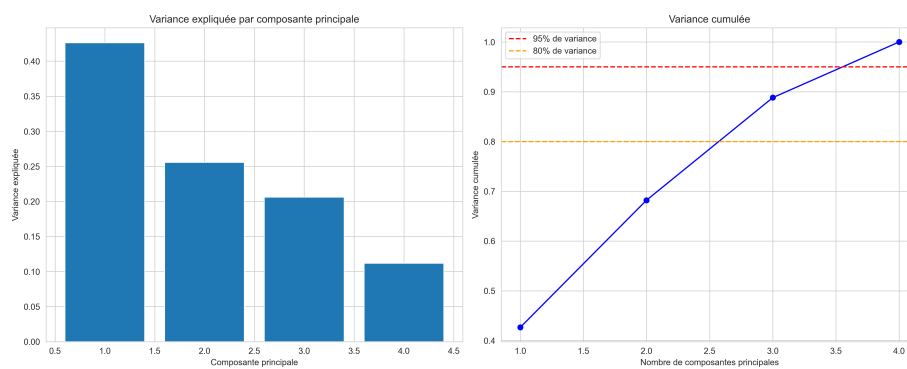 Variance expliquée par composante principale
Variance expliquée
0.40
0.35
0.30
0.25
0.20
0.15
0.10
0.05
0.00
0.5 1.0 1.5 2.0 2.5 3.0 3.5 4.0 4.5
Composante principale
Variance cumulée
95% de variance
80% de variance
Variance cumulée
1.0
0.9
0.8
0.7
0.6
0.5
0.4
1.0 1.5 2.0 2.5 3.0 3.5 4.0
Nombre de composantes principales